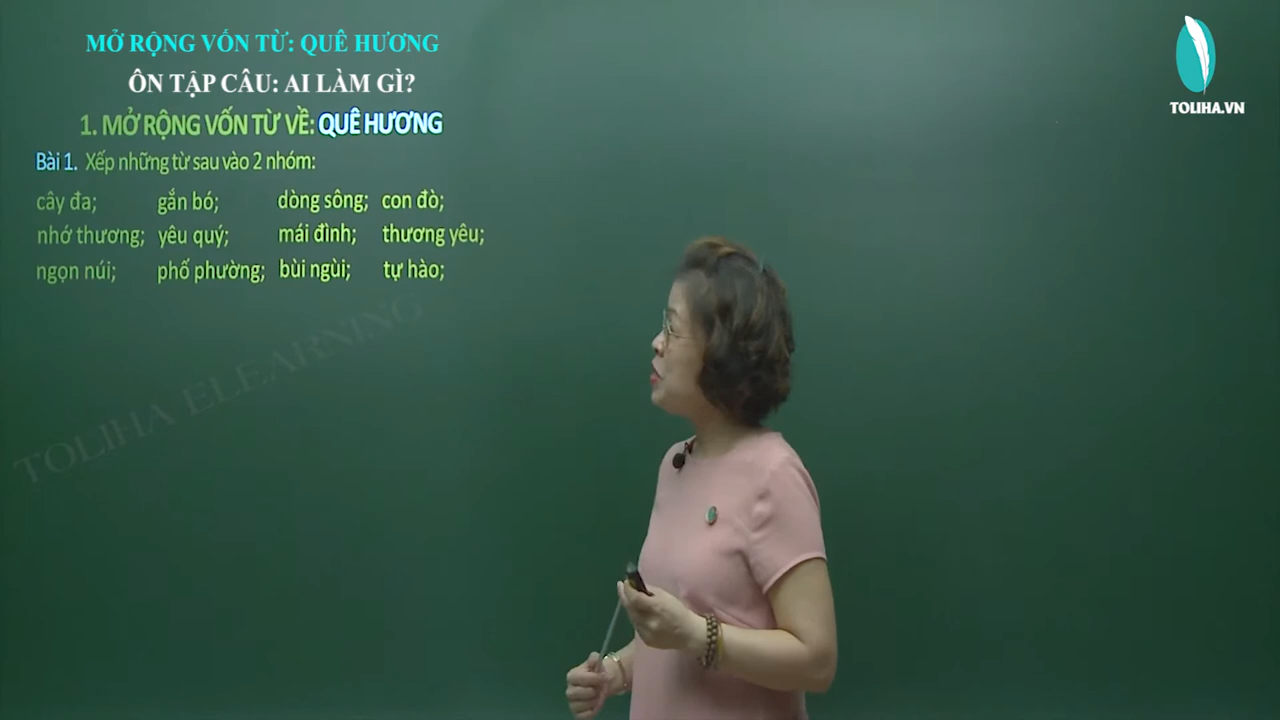 MỞ RỘNG VỐN TỪ: QUÊ HƯƠNG
ÔN TẬP CÂU: AI LÀM GÌ?
1. MỞ RỘNG VỐN TỪ VỀ: QUÊ HƯƠNG
Bài 1. Xếp những từ sau vào 2 nhóm:
cây đa; gắn bó; dòng sông; con đò;
nhớ thương; yêu quý; mái đình; thương yêu;
ngọn núi; phố phường; bùi ngùi; tự hào;
TOLIHA ELEARNING
TOLIHA.VN